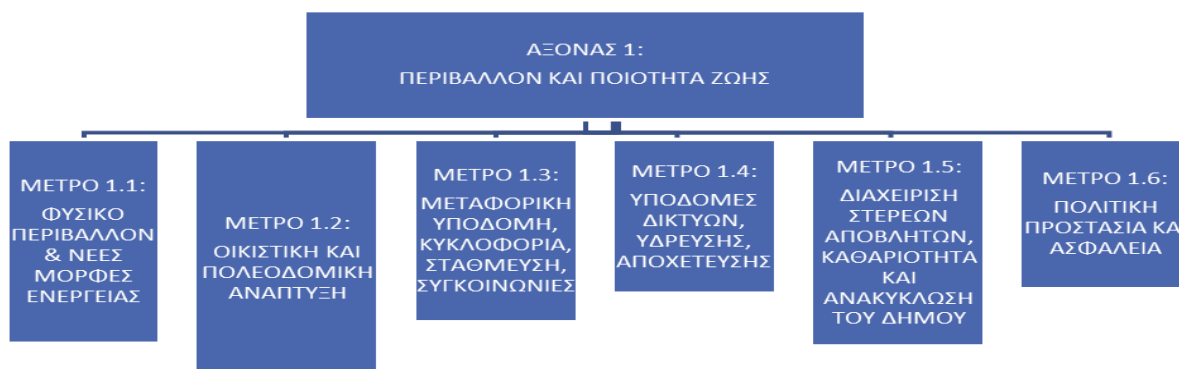 ΑΞΟΝΑΣ 1:
ΠΕΡΙΒΑΛΛΟΝ ΚΑΙ ΠΟΙΟΤΗΤΑ ΖΩΗΣ
ΜΕΤΡΟ 1.1:
ΦΥΣΙΚΟ
ΠΕΡΙΒΑΛΛΟΝ
& ΝΕΕΣ
ΜΟΡΦΕΣ
ΕΝΕΡΓΕΙΑΣ
ΜΕΤΡΟ 1.2:
ΟΙΚΙΣΤΙΚΗ ΚΑΙ
ΠΟΛΕΟΔΟΜΙΚΗ
ΑΝΑΠΤΥΞΗ
ΜΕΤΡΟ 1.3:
ΜΕΤΑΦΟΡΙΚΗ
ΥΠΟΔΟΜΗ,
ΚΥΚΛΟΦΟΡΙΑ,
ΣΤΑΘΜΕΥΣΗ,
ΣΥΓΚΟΙΝΩΝΙΕΣ
ΜΕΤΡΟ 1.4:
ΥΠΟΔΟΜΕΣ
ΔΙΚΤΥΩΝ,
ΥΔΡΕΥΣΗΣ,
ΑΠΟΧΕΤΕΥΣΗΣ
ΜΕΤΡΟ 1.5:
ΔΙΑΧΕΙΡΙΣΗ
ΣΤΕΡΕΩΝ
ΑΠΟΒΛΗΤΩΝ,
ΚΑΘΑΡΙΟΤΗΤΑ
ΚΑΙ
ΑΝΑΚΥΚΛΩΣΗ
ΤΟΥ ΔΗΜΟΥ
ΜΕΤΡΟ 1.6:
ΠΟΛΙΤΙΚΗ
ΠΡΟΣΤΑΣΙΑ ΚΑ
ΑΣΦΑΛΕΙΑ